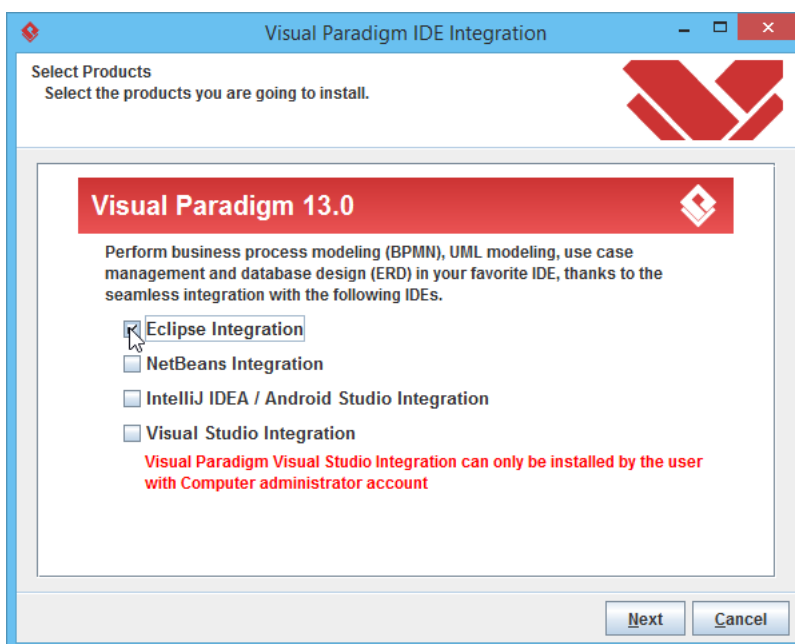 Visual Paradigm IDE Integration
Select Products
Select the products you are going to install.
Visual Paradigm 13.0
Perform business process modeling (BPMN), UML modeling, use case
management and database design (ERD) in your favorite IDE, thanks to the
seamless integration with the following IDEs.
Eclipse Integration
NetBeans Integration
IntelliJ IDEA / Android Studio Integration
Visual Studio Integration
Visual Paradigm Visual Studio Integration can only be installed by the user
with Computer administrator account
Next Cancel